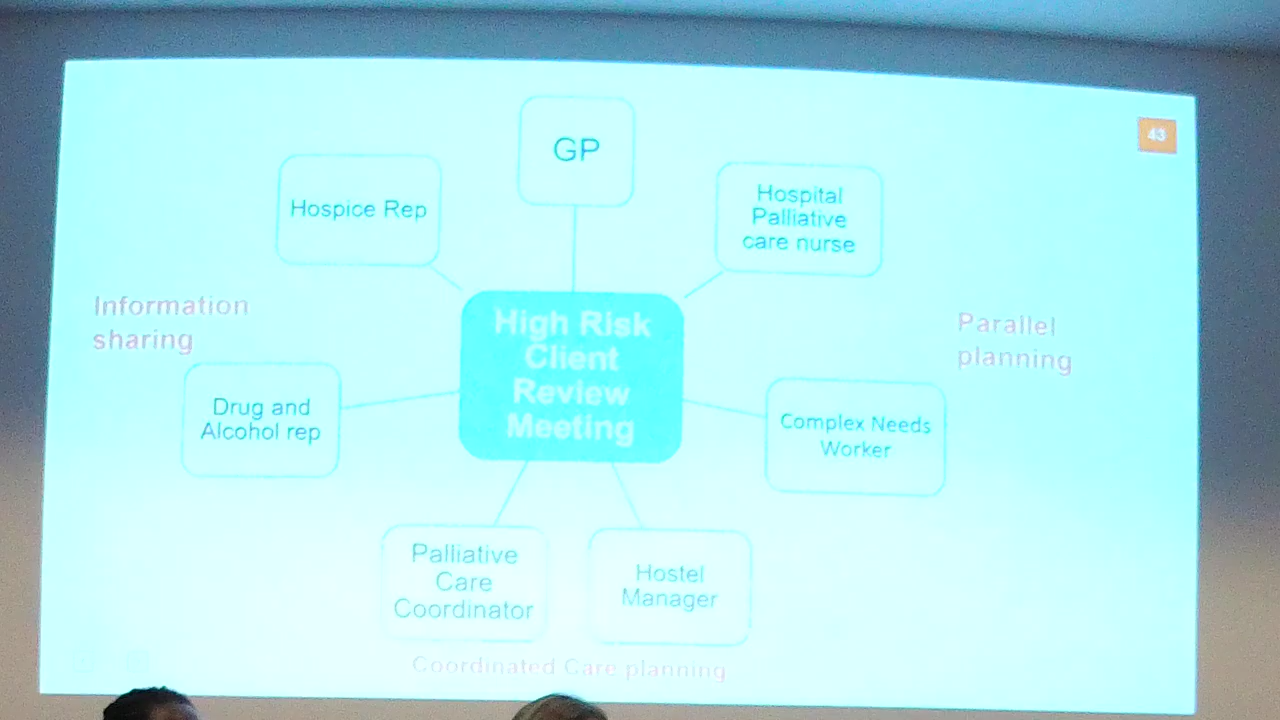 43
GP
Hospice Rep
Hospital
Palliative
care nurse
Information
sharing
High Risk
Client
Review
Meeting
Parallel
planning
Drug and
Alcohol rep
Complex Needs
Worker
Palliative
Care
Coordinator
Hostel
Manager
Coordinated Care planning